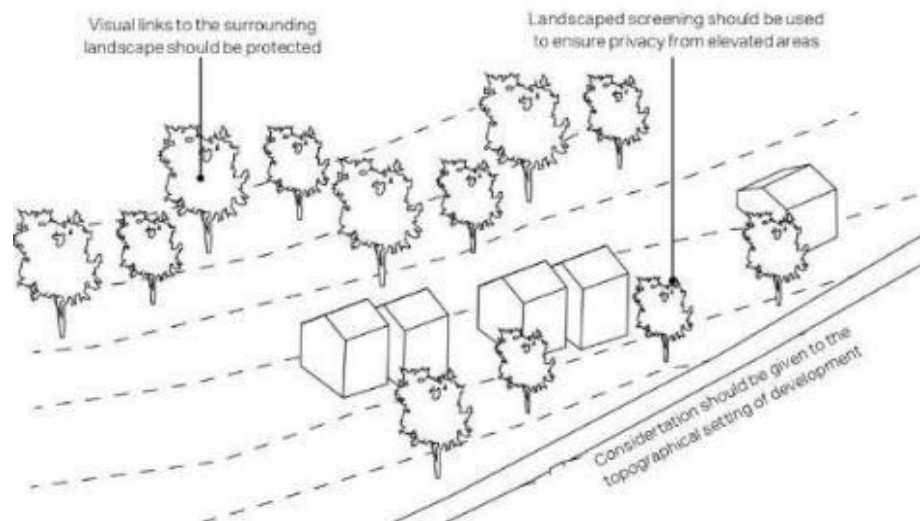 Visual links to the surrounding
landscape should be protected
Landscaped screening should be used
to ensure privacy from elevated areas
Considertation should be given to the
topographical setting of development